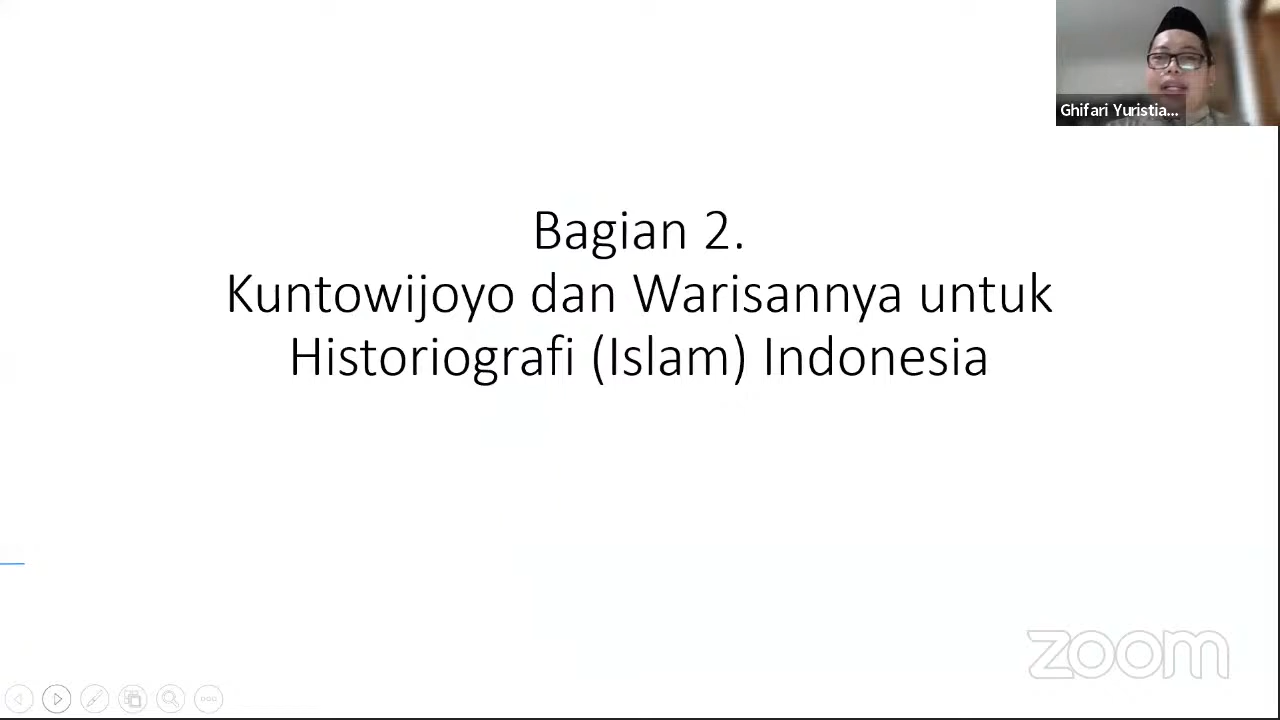 Ghifari Yuristia...
Bagian 2.
Kuntowijoyo dan Warisannya untuk
Historiografi (Islam) Indonesia
zoom